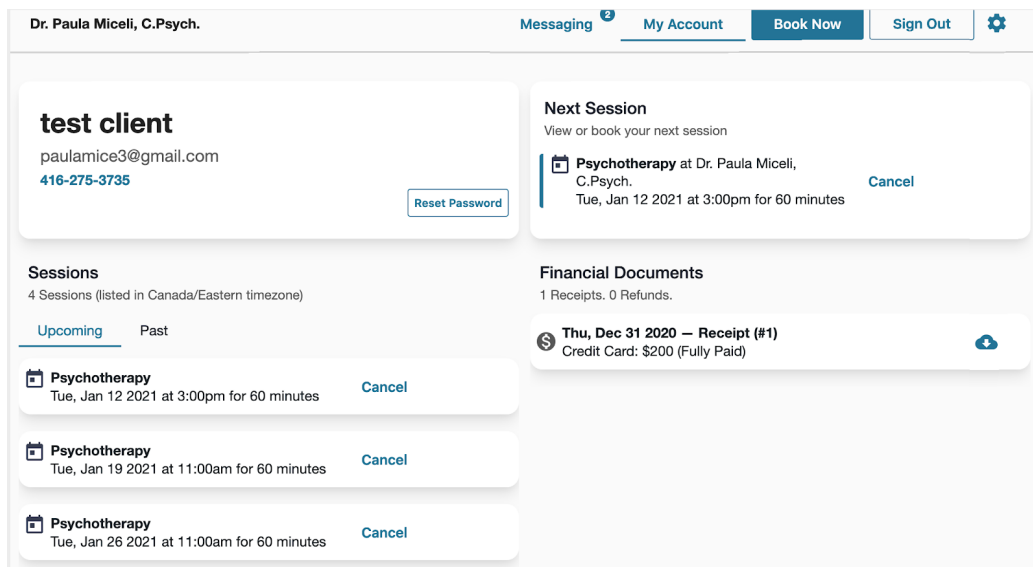 Dr. Paula Miceli, C.Psych.
Messaging 2
My Account
Book Now
Sign Out
test client
paulamice3@gmail.com
416-275-3735
Reset Password
Next Session
View or book your next session
Psychotherapy at Dr. Paula Miceli,
C.Psych.
Tue, Jan 12 2021 at 3:00pm for 60 minutes
Cancel
Sessions
4 Sessions (listed in Canada/Eastern timezone)
Upcoming
Past
Psychotherapy
Tue, Jan 12 2021 at 3:00pm for 60 minutes
Cancel
Psychotherapy
Tue, Jan 19 2021 at 11:00am for 60 minutes
Cancel
Psychotherapy
Tue, Jan 26 2021 at 11:00am for 60 minutes
Cancel
Financial Documents
1 Receipts. 0 Refunds.
Thu, Dec 31 2020 — Receipt (#1)
Credit Card: $200 (Fully Paid)